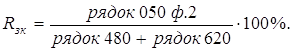 R_зк = рядок 050 ф.2 / рядок 480 + рядок 620 · 100%.